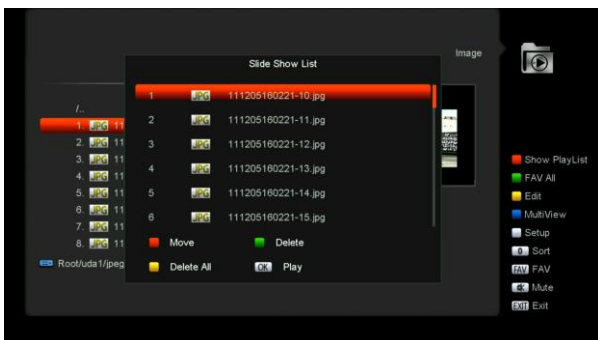 Image
Slide Show List
1 JPG 111205160221-10.jpg
2 JPG 111205160221-11.jpg
3 JPG 111205160221-12.jpg
4 JPG 111205160221-13.jpg
5 JPG 111205160221-14.jpg
6 JPG 111205160221-15.jpg
Move
Delete
Delete All
OK Play
/..
1. JPG 11
2. JPG 11
3. JPG 11
4. JPG 11
5. JPG 11
6. JPG 11
7. JPG 11
8. JPG 11
Root/uda1/jpeg
Show PlayList
FAV All
Edit
MultiView
Setup
0 Sort
FAV FAV
Mute
EXIT Exit